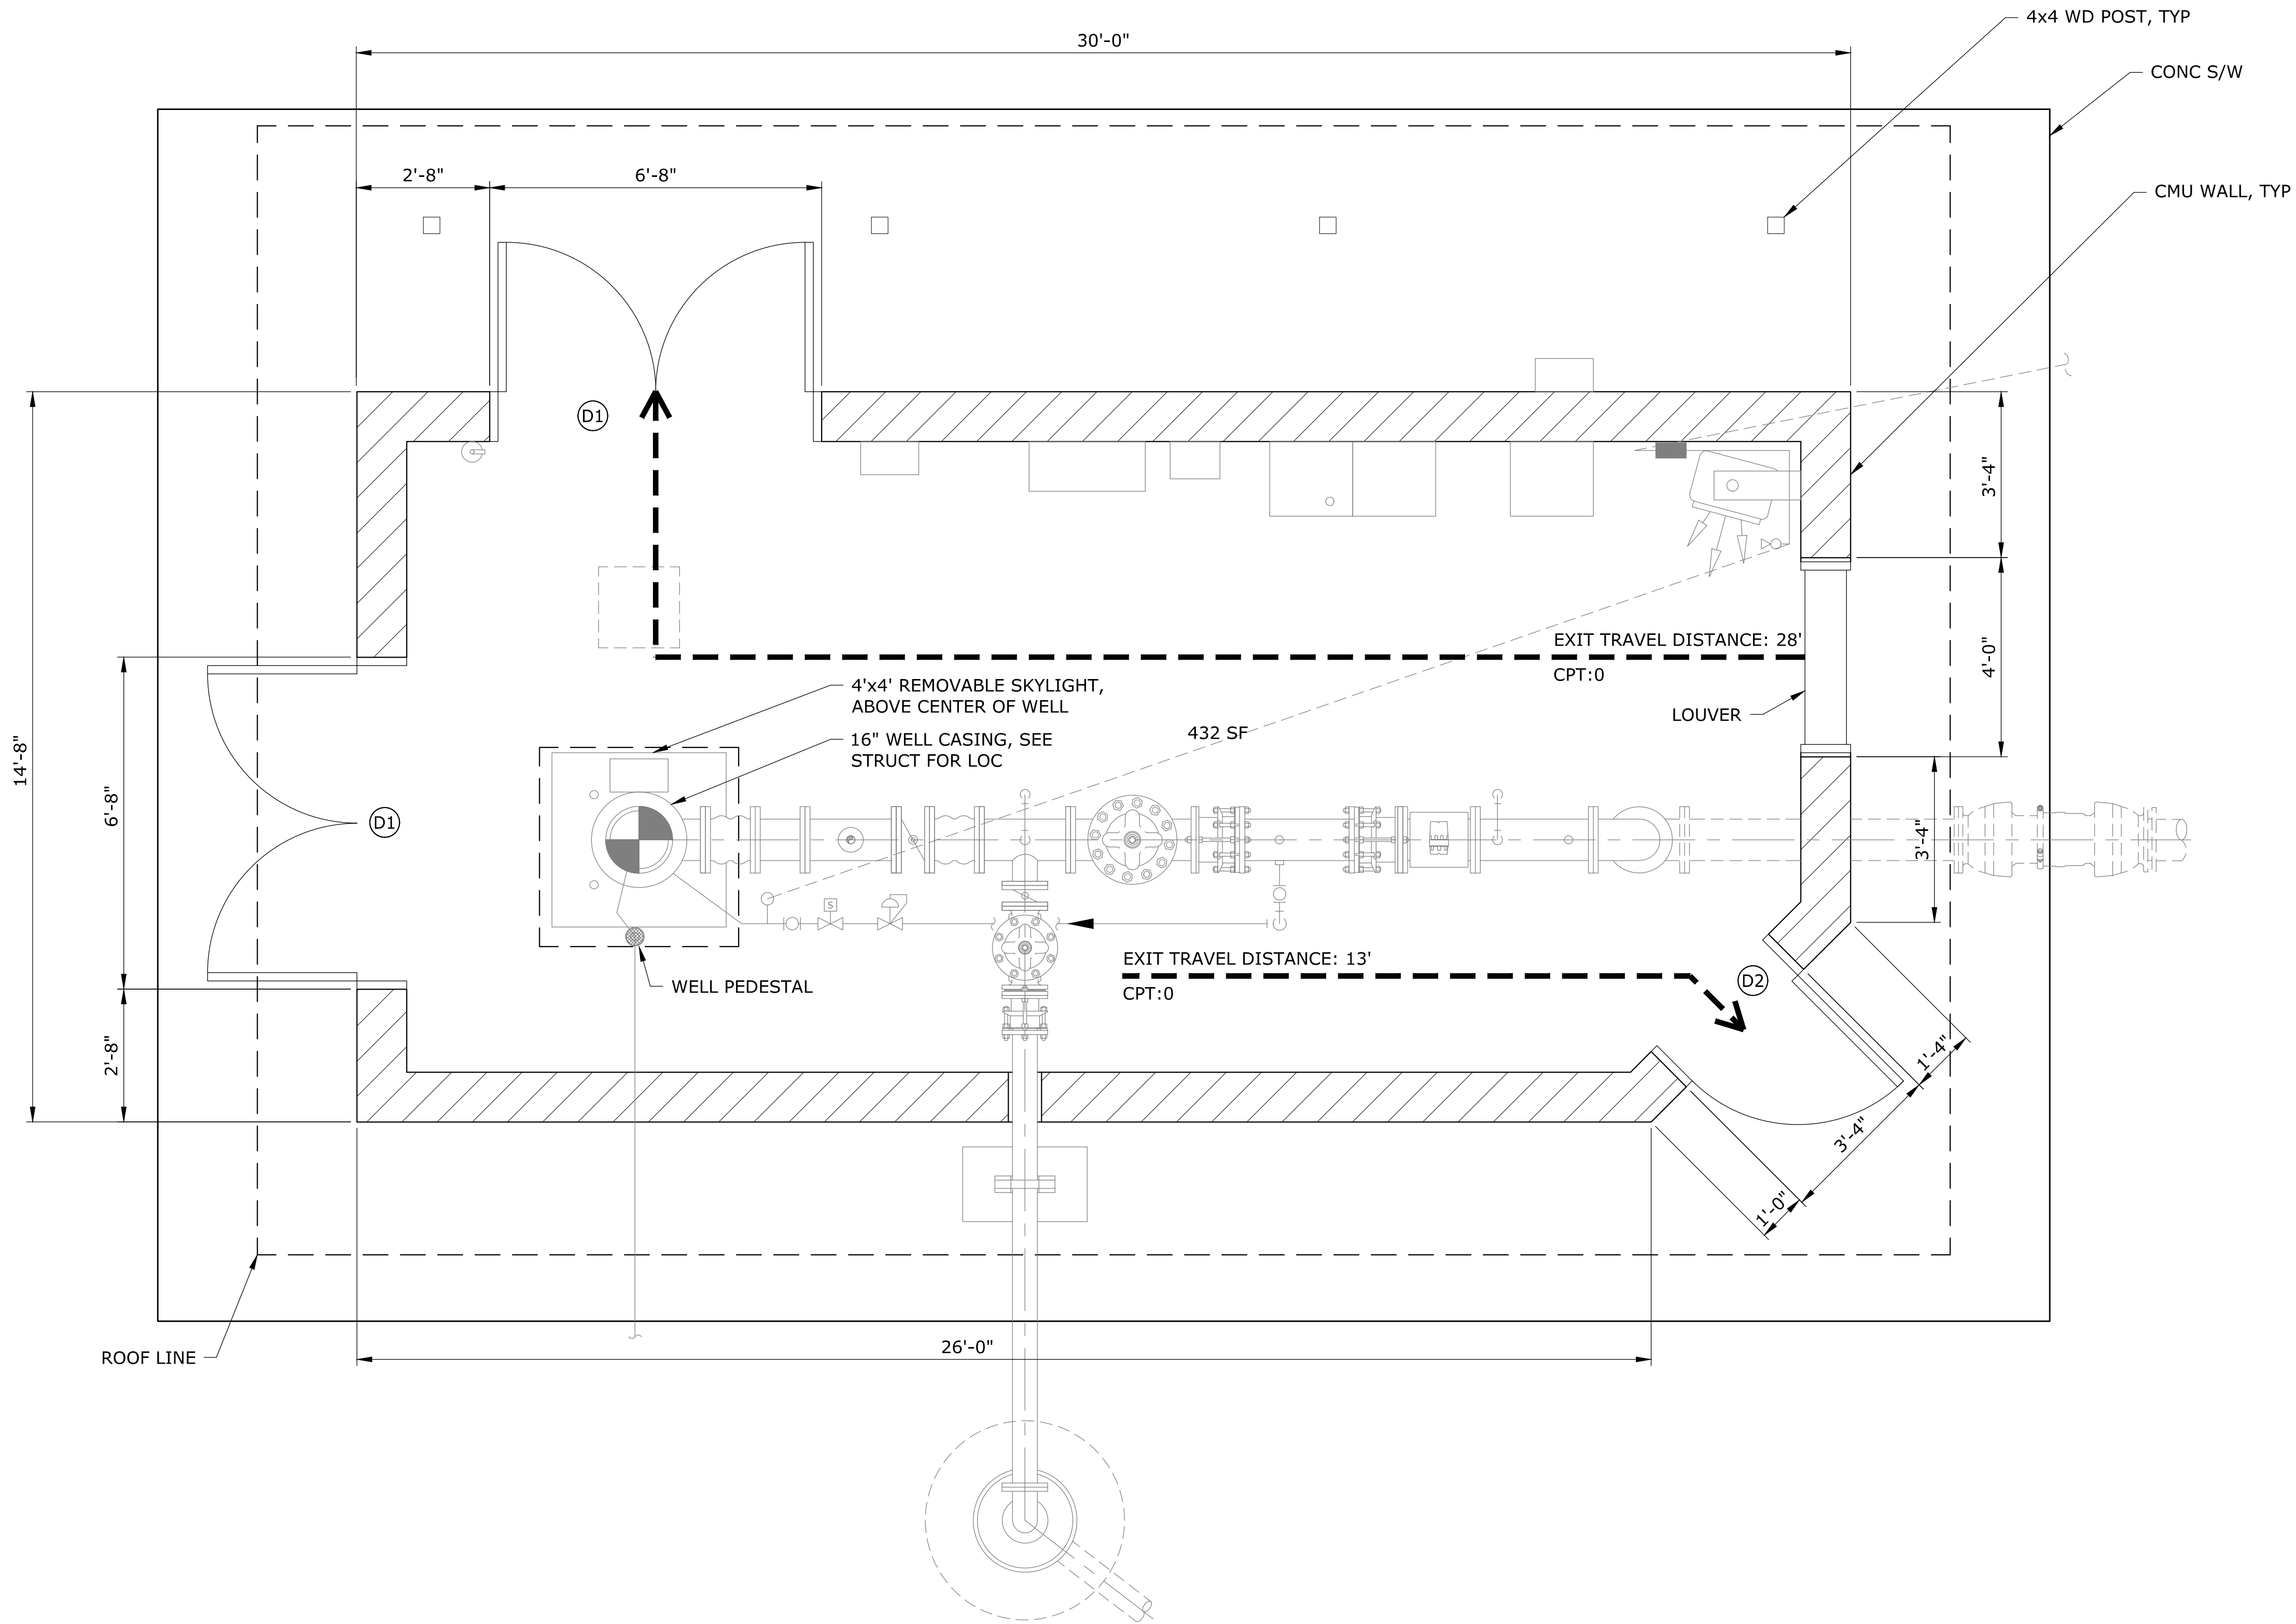 4x4 WD POST, TYP
30'-0"
CONC S/W
2'-8"
6'-8"
CMU WALL, TYP
D1
3'-4"
EXIT TRAVEL DISTANCE: 28'
CPT:0
4'-0"
4'x4' REMOVABLE SKYLIGHT,
ABOVE CENTER OF WELL
LOUVER
432 SF
16" WELL CASING, SEE
STRUCT FOR LOC
14'-8"
6'-8"
D1
3'-4"
S
EXIT TRAVEL DISTANCE: 13'
CPT:0
D2
WELL PEDESTAL
2'-8"
1'-4"
3'-4"
1'-0"
26'-0"
ROOF LINE